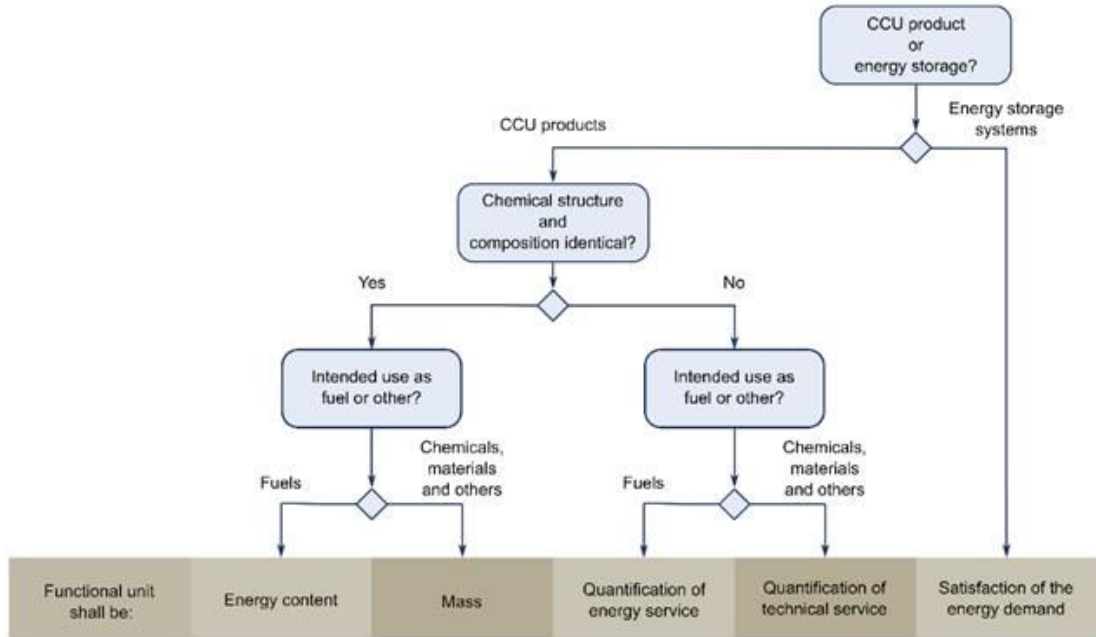 CCU product
or
energy storage?
Energy storage
systems
CCU products
Chemical structure
and
composition identical?
Yes
No
Intended use as
fuel or other?
Intended use as
fuel or other?
Chemicals,
materials
and others
Fuels
Chemicals,
materials
and others
Fuels
Functional unit
shall be:
Energy content
Mass
Quantification of
energy service
Quantification of
technical service
Satisfaction of the
energy demand